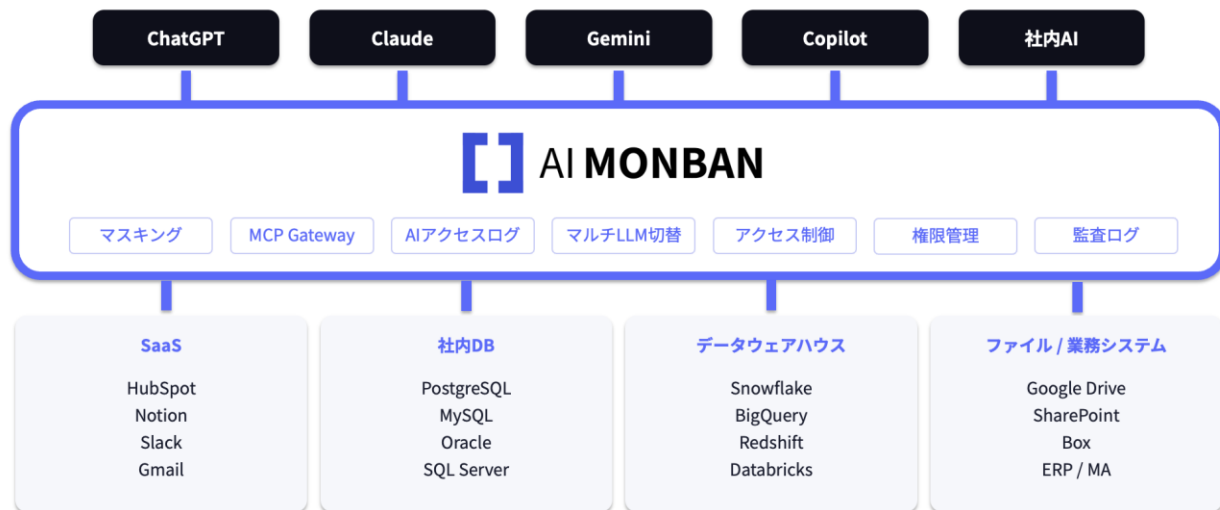 ChatGPT
Claude
Gemini
Copilot
社内AI
AI MONBAN
マスキング
MCP Gateway
AIアクセスログ
マルチLLM切替
アクセス制御
権限管理
監査ログ
SaaS
HubSpot
Notion
Slack
Gmail
社内DB
PostgreSQL
MySQL
Oracle
SQL Server
データウェアハウス
Snowflake
BigQuery
Redshift
Databricks
ファイル / 業務システム
Google Drive
SharePoint
Box
ERP / MA